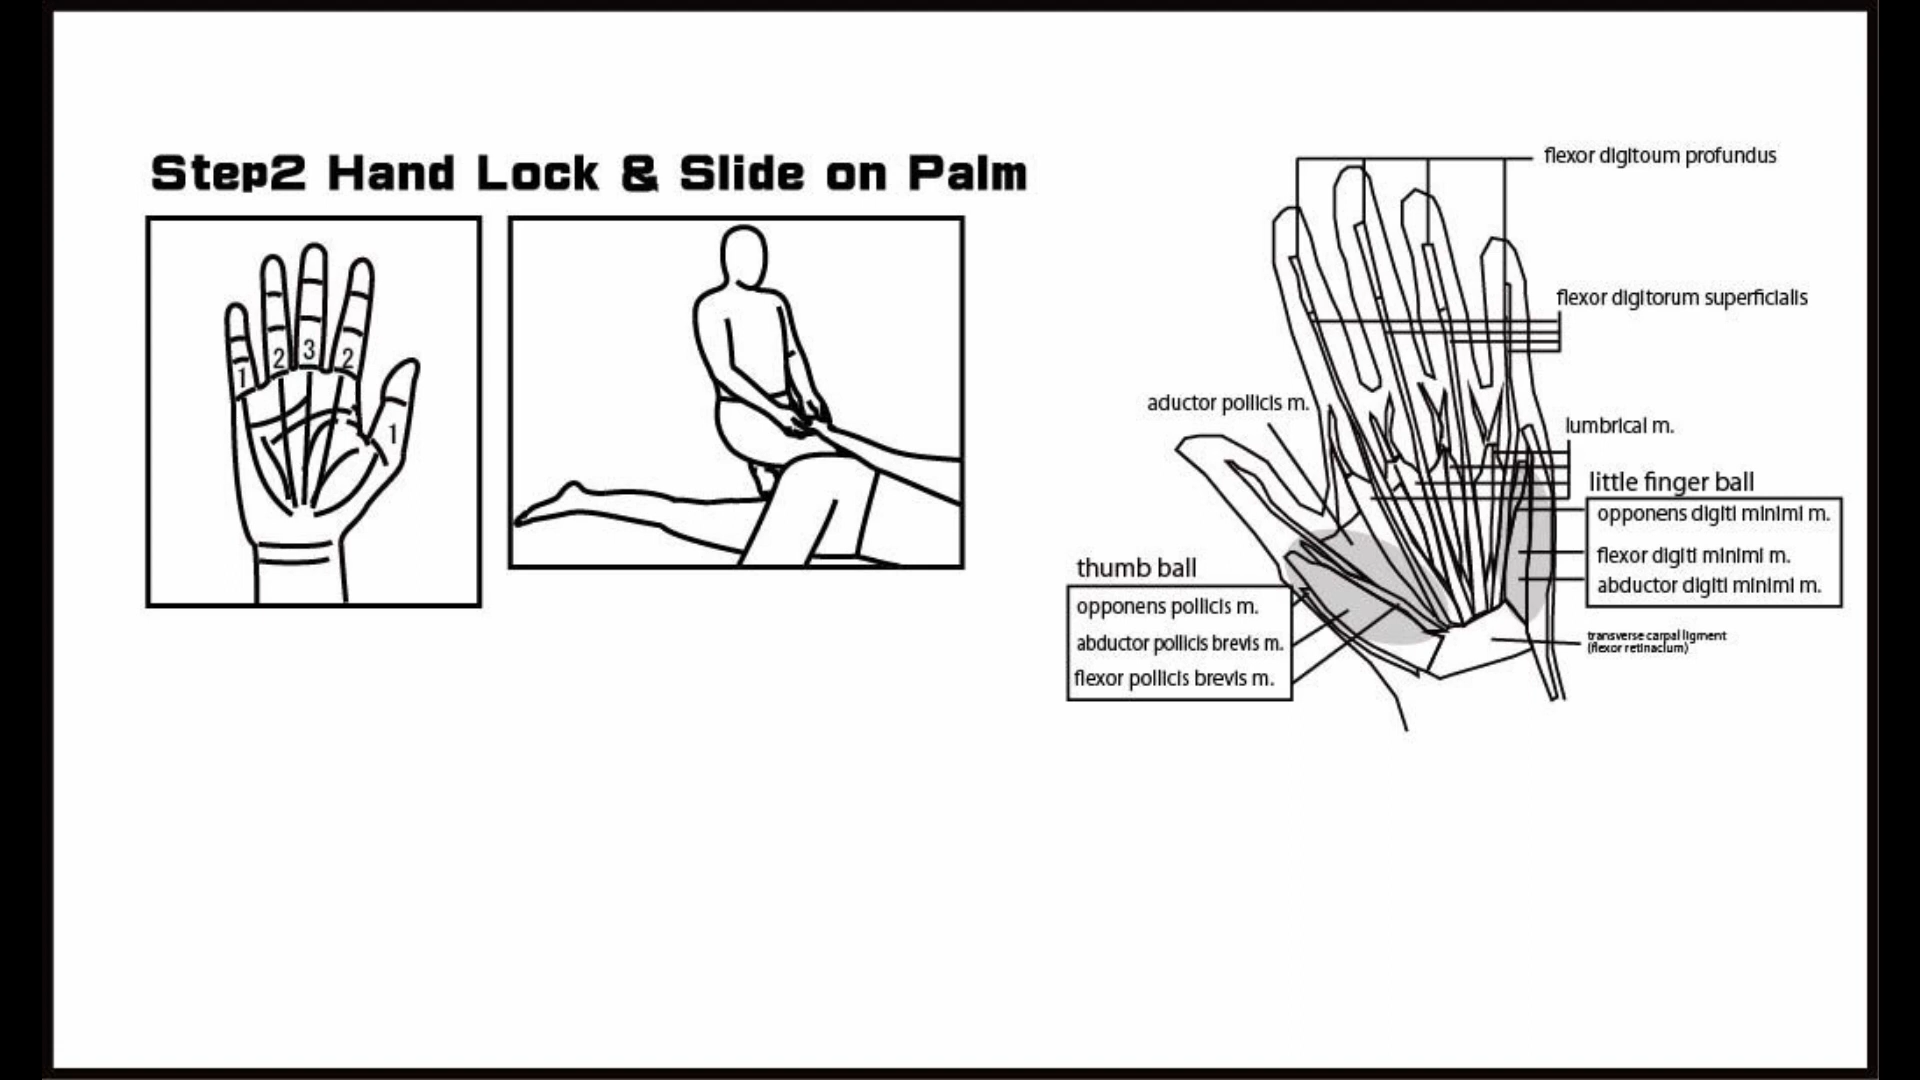 Step2 Hand Lock & Slide on Palm
1
2
3
2
1
flexor digitoum profundus
flexor digitorum superficialis
aductor pollicis m.
lumbrical m.
little finger ball
opponens digiti minimi m.
flexor digiti minimi m.
abductor digiti minimi m.
thumb ball
opponens pollicis m.
abductor pollicis brevis m.
flexor pollicis brevis m.
transverse carpal ligment
(flexor retinaclum)